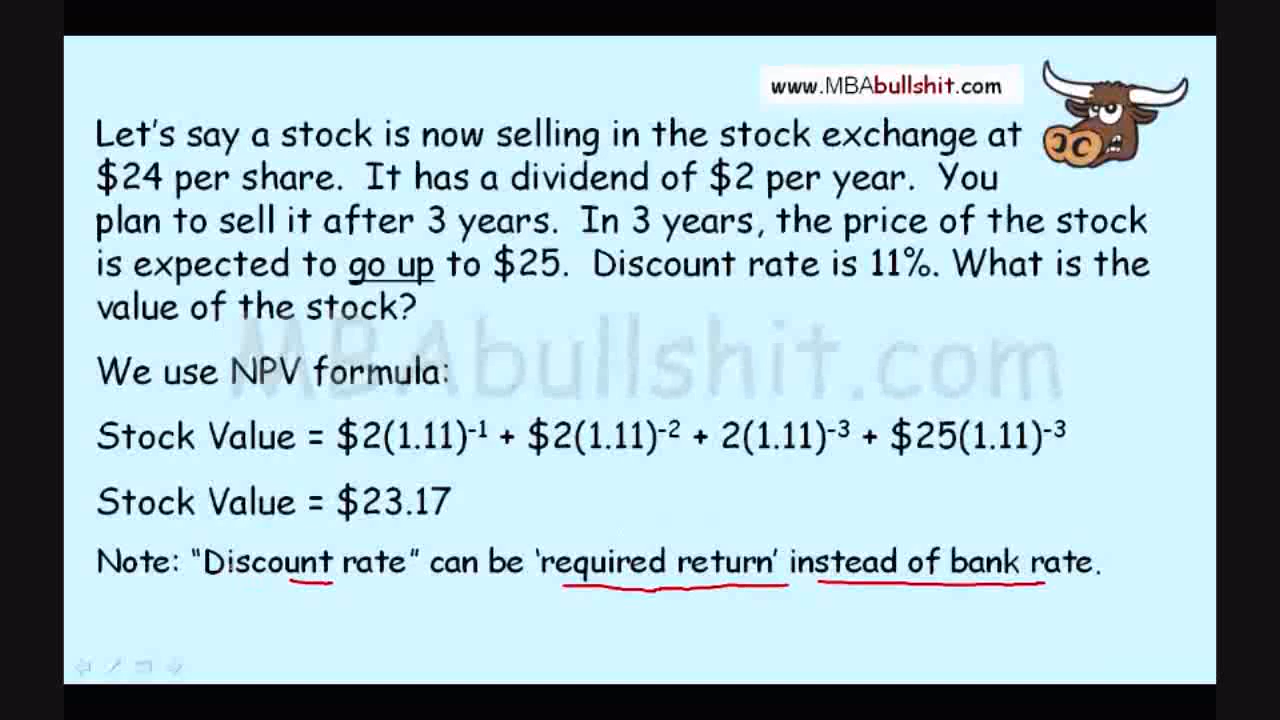 www.MBAbullshit.com
Let's say a stock is now selling in the stock exchange at
$24 per share. It has a dividend of $2 per year. You
plan to sell it after 3 years. In 3 years, the price of the stock
is expected to go up to $25. Discount rate is 11%. What is the
value of the stock?
MBAbullshit.com
We use NPV formula:
Stock Value = $2(1.11)⁻¹ + $2(1.11)⁻² + 2(1.11)⁻³ + $25(1.11)⁻³
Stock Value = $23.17
Note: "Discount rate" can be 'required return' instead of bank rate.